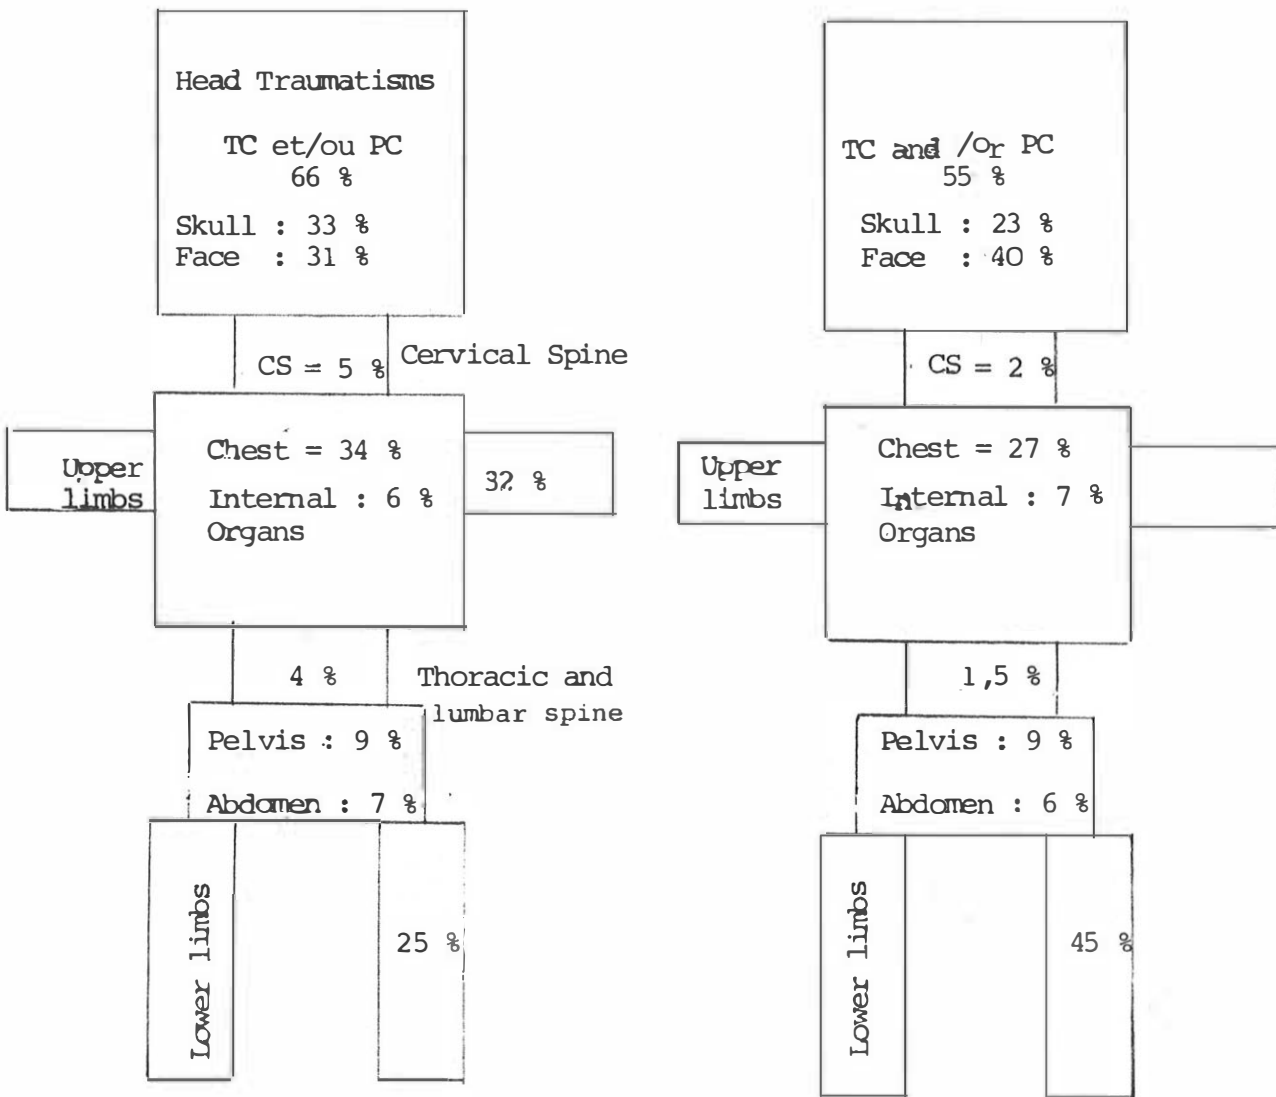 Head Traumatisms
TC et/ou PC
66 %
Skull : 33 %
Face : 31 %
CS = 5 %
Cervical Spine
Upper
limbs
Chest = 34 %
Internal : 6 %
Organs
32 %
4 %
Thoracic and
lumbar spine
Pelvis : 9 %
Abdomen : 7 %
Lower limbs
25 %
TC and /or PC
55 %
Skull : 23 %
Face : 40 %
CS = 2 %
Upper
limbs
Chest = 27 %
Internal : 7 %
Organs
1,5 %
Pelvis : 9 %
Abdomen : 6 %
Lower limbs
45 %